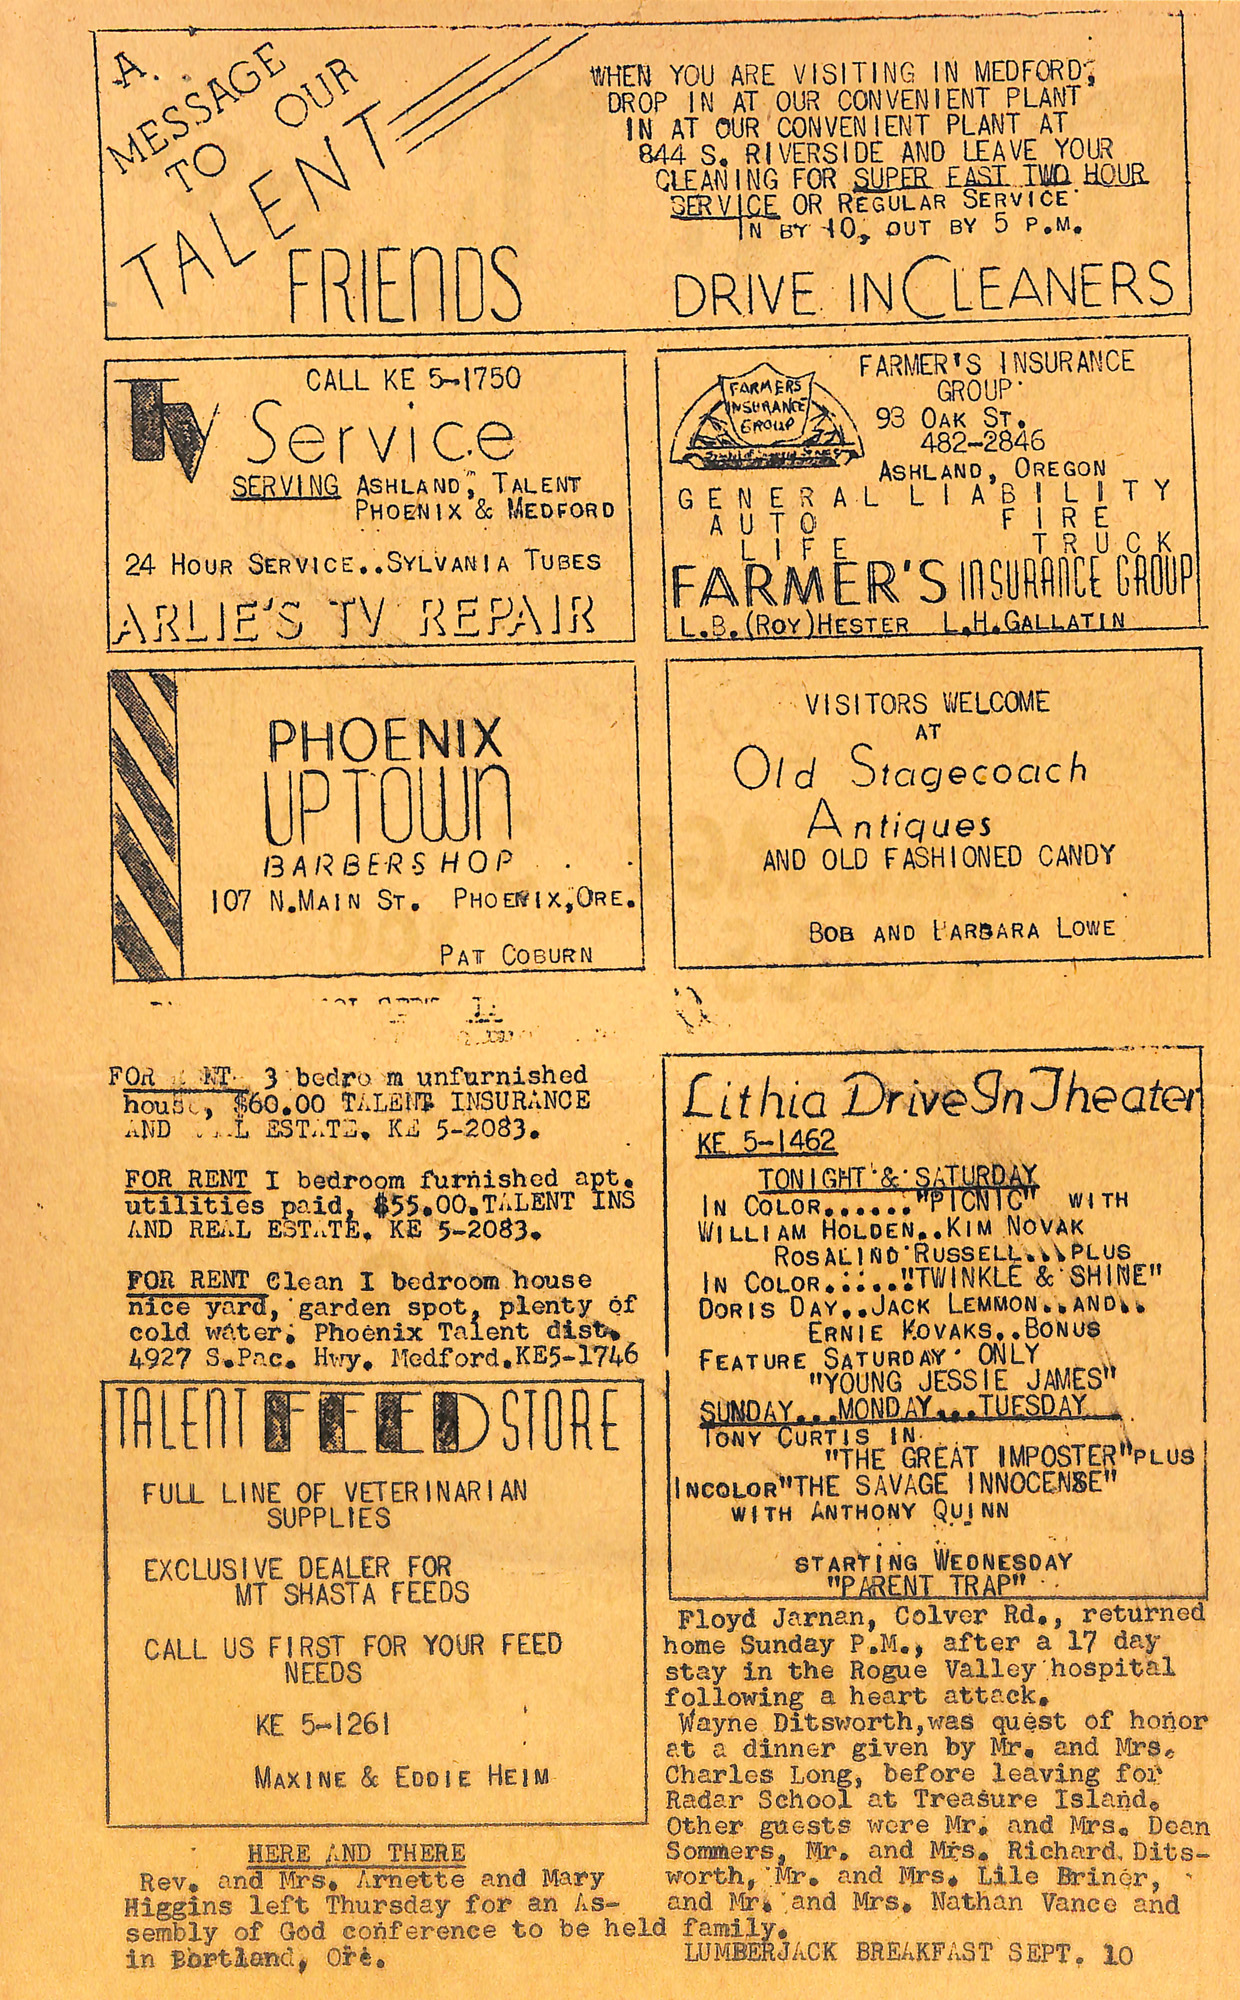 A.
MESSAGE
TO OUR
TALENT
FRIENDS
WHEN YOU ARE VISITING IN MEDFORD,
DROP IN AT OUR CONVENIENT PLANT
IN AT OUR CONVENIENT PLANT AT
844 S. RIVERSIDE AND LEAVE YOUR
CLEANING FOR SUPER FAST TWO HOUR
SERVICE OR REGULAR SERVICE
IN BY 10, OUT BY 5 P.M.
DRIVE IN CLEANERS
CALL KE 5-1750
TV Service
SERVING ASHLAND, TALENT
PHOENIX & MEDFORD
24 HOUR SERVICE..SYLVANIA TUBES
ARLIE'S TV REPAIR
FARMERS
INSURANCE
GROUP
FARMER'S INSURANCE
GROUP
93 OAK ST.
482-2846
ASHLAND, OREGON
GENERAL LIABILITY
AUTO FIRE
LIFE TRUCK
FARMER'S INSURANCE GROUP
L.B.(ROY)HESTER L.H.GALLATIN
PHOENIX
UPTOWN
BARBERSHOP
107 N.MAIN ST. PHOENIX,ORE.
PAT COBURN
VISITORS WELCOME
AT
Old Stagecoach
Antiques
AND OLD FASHIONED CANDY
BOB AND BARBARA LOWE
FOR RENT 3 bedroom unfurnished
house, $60.00 TALENT INSURANCE
AND REAL ESTATE. KE 5-2083.
FOR RENT I bedroom furnished apt.
utilities paid, $55.00.TALENT INS
AND REAL ESTATE. KE 5-2083.
FOR RENT Clean I bedroom house
nice yard, garden spot, plenty of
cold water. Phoenix Talent dist.
4927 S.Pac. Hwy. Medford.KE5-1746
TALENT FEED STORE
FULL LINE OF VETERINARIAN
SUPPLIES
EXCLUSIVE DEALER FOR
MT SHASTA FEEDS
CALL US FIRST FOR YOUR FEED
NEEDS
KE 5-1261
MAXINE & EDDIE HEIM
HERE AND THERE
Rev. and Mrs. Arnette and Mary
Higgins left Thursday for an As-
sembly of God conference to be held
in Portland, Ore.
Lithia Drive In Theater
KE 5-1462
TONIGHT & SATURDAY
IN COLOR......"PICNIC" WITH
WILLIAM HOLDEN..KIM NOVAK
ROSALIND RUSSELL...PLUS
IN COLOR......"TWINKLE & SHINE"
DORIS DAY..JACK LEMMON..AND..
ERNIE KOVAKS..BONUS
FEATURE SATURDAY ONLY
"YOUNG JESSIE JAMES"
SUNDAY...MONDAY...TUESDAY
TONY CURTIS IN
"THE GREAT IMPOSTER"PLUS
INCOLOR"THE SAVAGE INNOCENSE"
WITH ANTHONY QUINN
STARTING WEDNESDAY
"PARENT TRAP"
Floyd Jarnan, Colver Rd., returned
home Sunday P.M., after a 17 day
stay in the Rogue Valley hospital
following a heart attack.
Wayne Ditsworth,was quest of honor
at a dinner given by Mr. and Mrs.
Charles Long, before leaving for
Radar School at Treasure Island.
Other guests were Mr. and Mrs. Dean
Sommers, Mr. and Mrs. Richard Dits-
worth, Mr. and Mrs. Lile Briner,
and Mr. and Mrs. Nathan Vance and
family.
LUMBERJACK BREAKFAST SEPT. 10